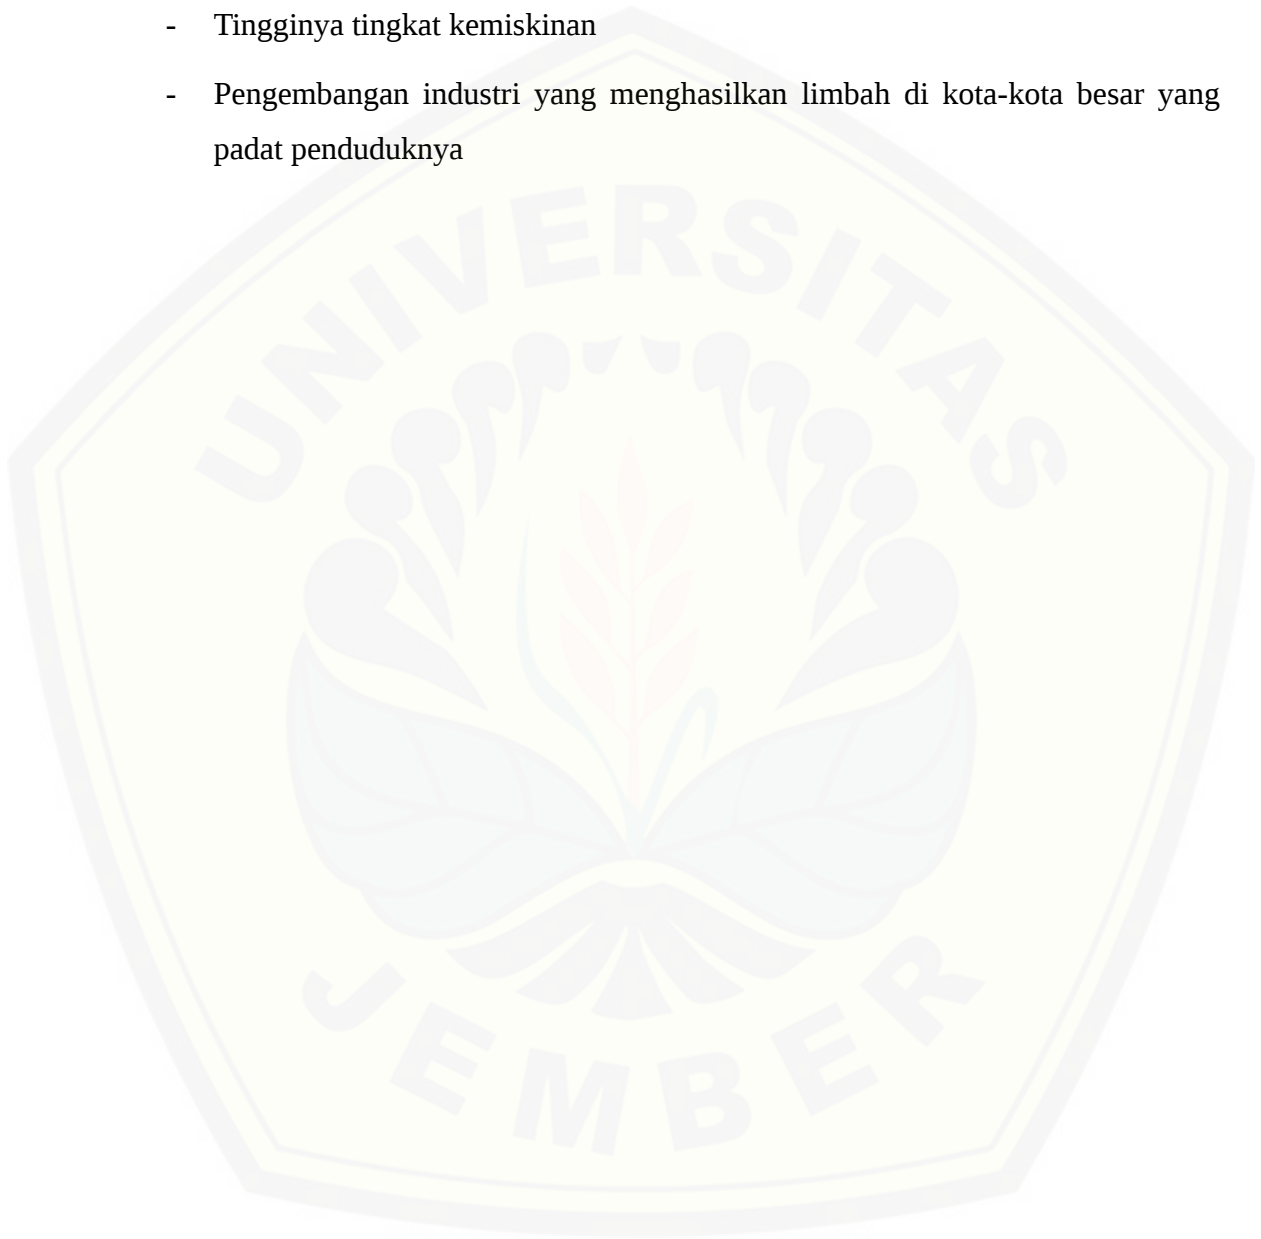 - Tingginya tingkat kemiskinan
- Pengembangan industri yang menghasilkan limbah di kota-kota besar yang
padat penduduknya
UNIVERSITAS
JEMBER